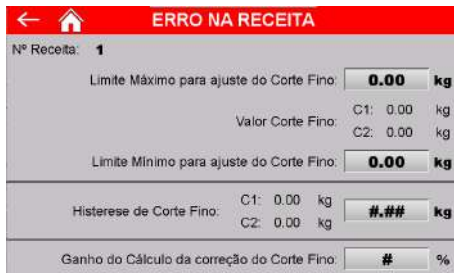 ERRO NA RECEITA
Nº Receita: 1
Limite Máximo para ajuste do Corte Fino: 0.00 kg
Valor Corte Fino: C1: 0.00 kg
C2: 0.00 kg
Limite Mínimo para ajuste do Corte Fino: 0.00 kg
Histerese de Corte Fino: C1: 0.00 kg #.## kg
C2: 0.00 kg
Ganho do Cálculo da correção do Corte Fino: # %